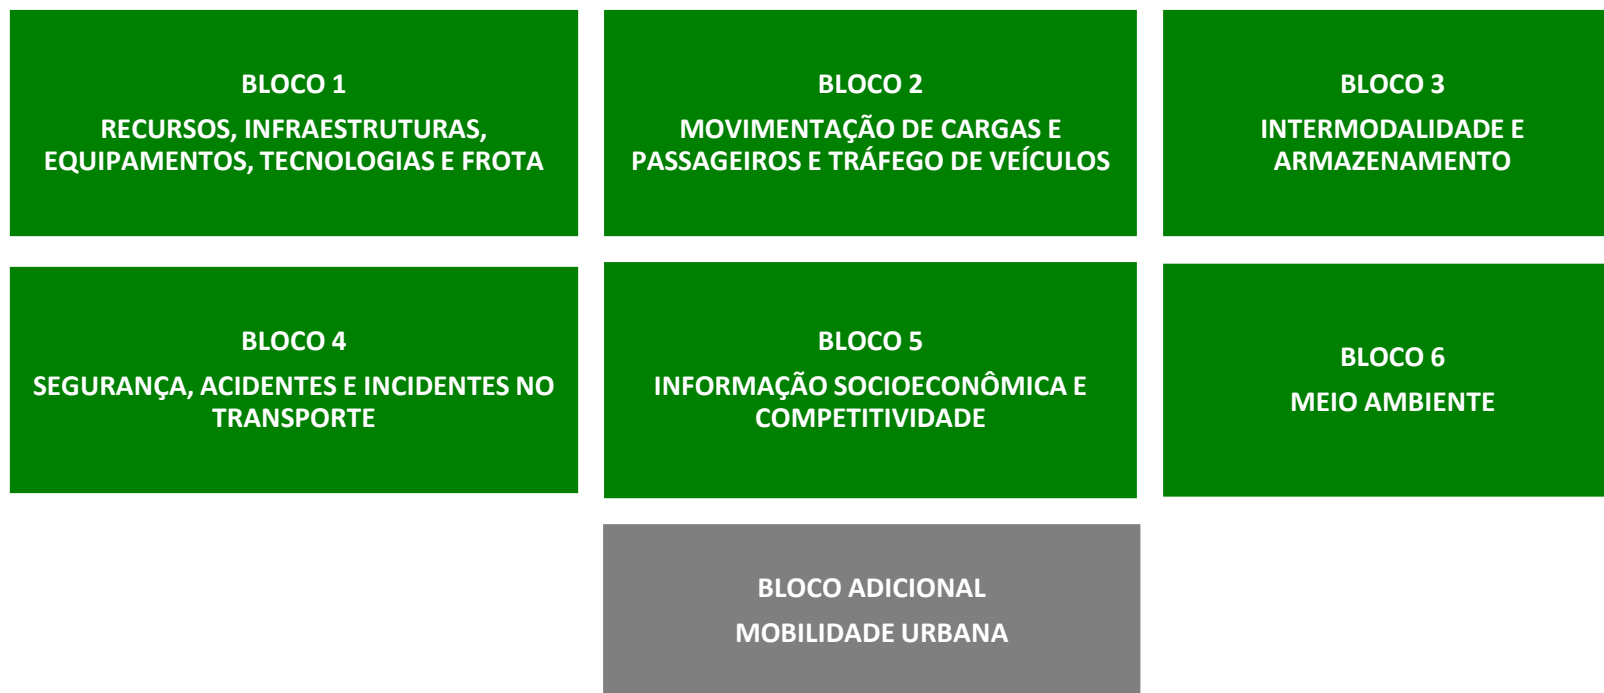 BLOCO 1
RECURSOS, INFRAESTRUTURAS,
EQUIPAMENTOS, TECNOLOGIAS E FROTA
BLOCO 2
MOVIMENTAÇÃO DE CARGAS E
PASSAGEIROS E TRÁFEGO DE VEÍCULOS
BLOCO 3
INTERMODALIDADE E
ARMAZENAMENTO
BLOCO 4
SEGURANÇA, ACIDENTES E INCIDENTES NO
TRANSPORTE
BLOCO 5
INFORMAÇÃO SOCIOECONÔMICA E
COMPETITIVIDADE
BLOCO 6
MEIO AMBIENTE
BLOCO ADICIONAL
MOBILIDADE URBANA